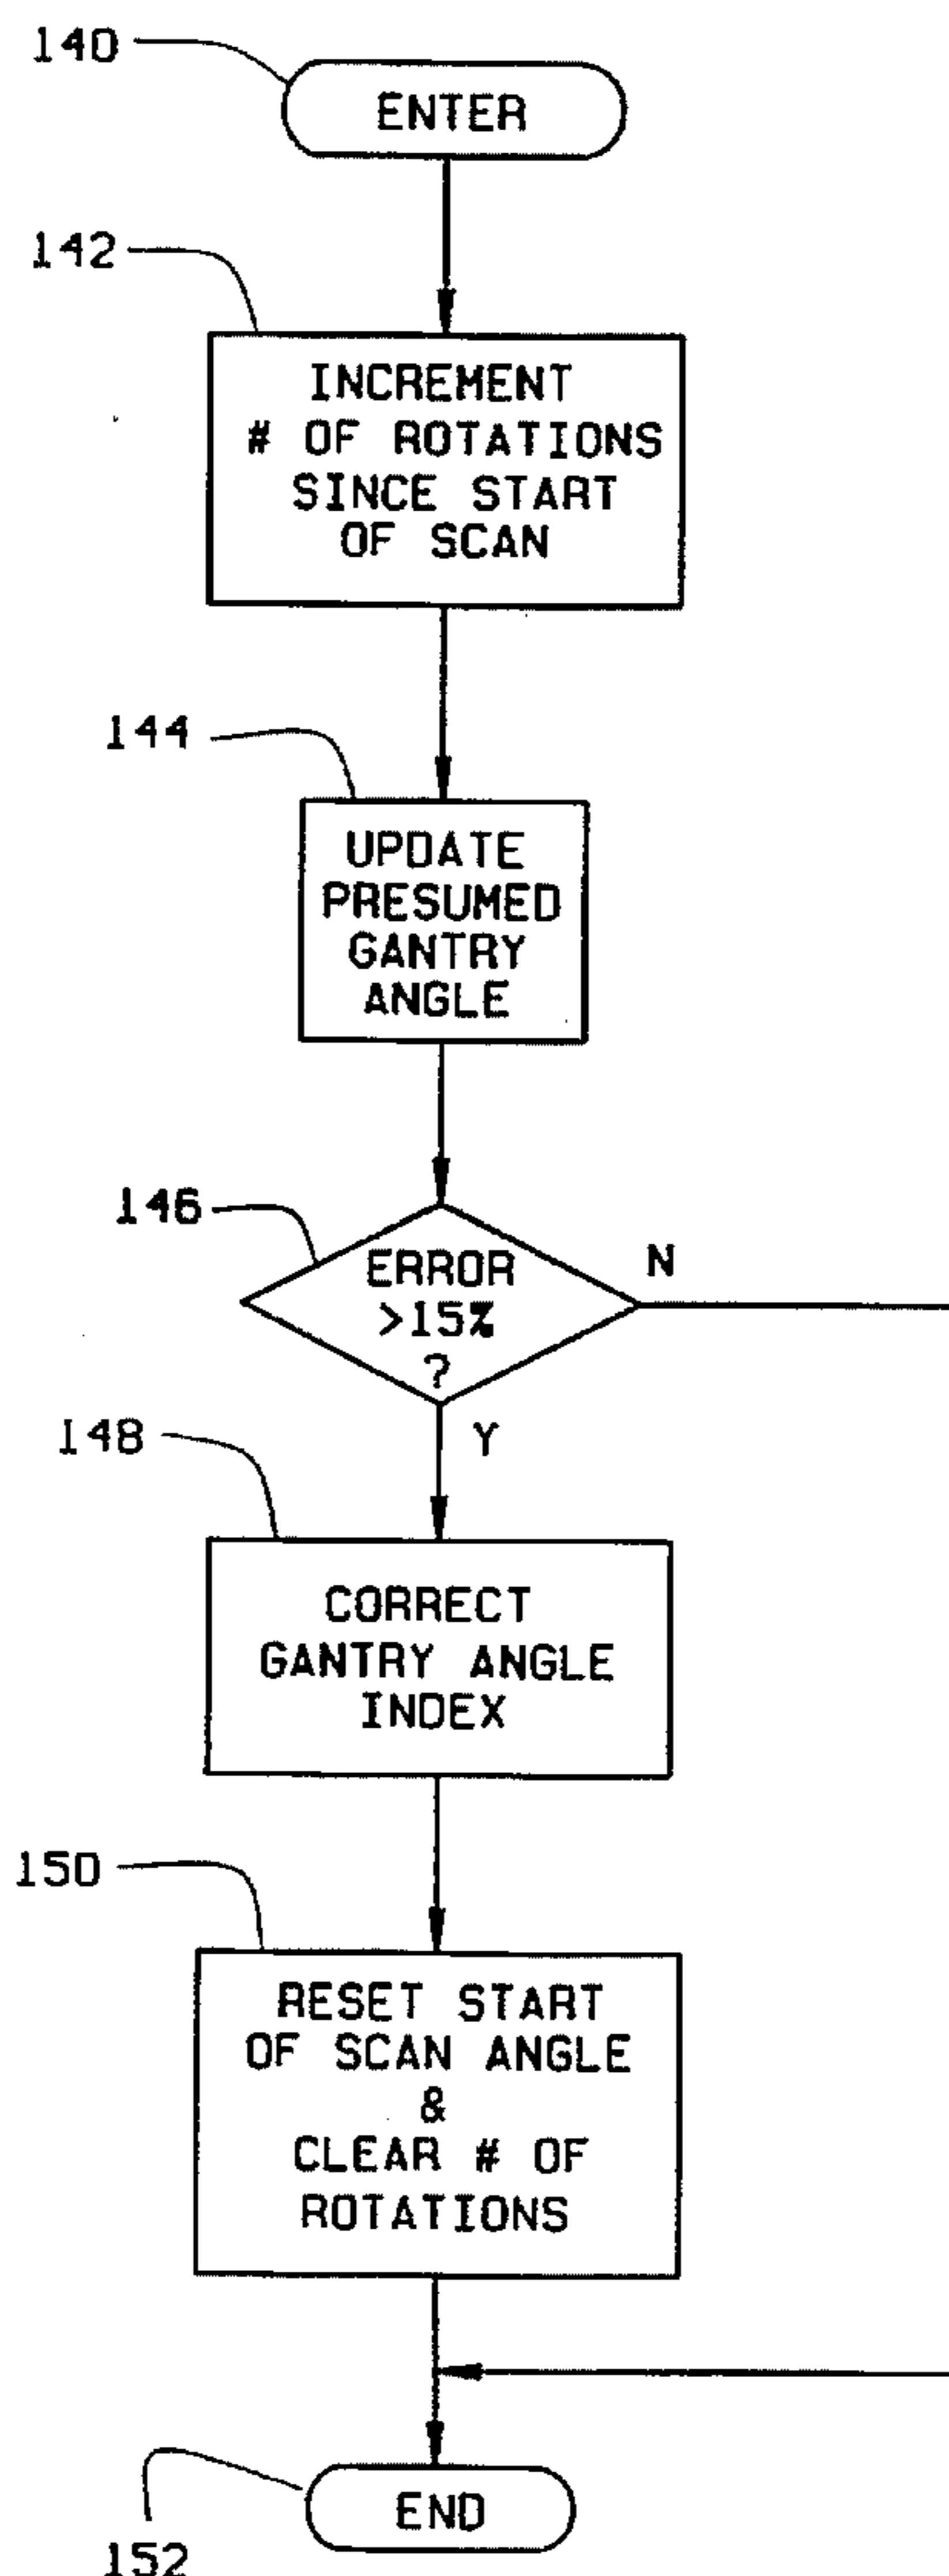 140
ENTER
142
INCREMENT
# OF ROTATIONS
SINCE START
OF SCAN
144
UPDATE
PRESUMED
GANTRY
ANGLE
146
ERROR
>15%
?
N
Y
148
CORRECT
GANTRY ANGLE
INDEX
150
RESET START
OF SCAN ANGLE
&
CLEAR # OF
ROTATIONS
END
152